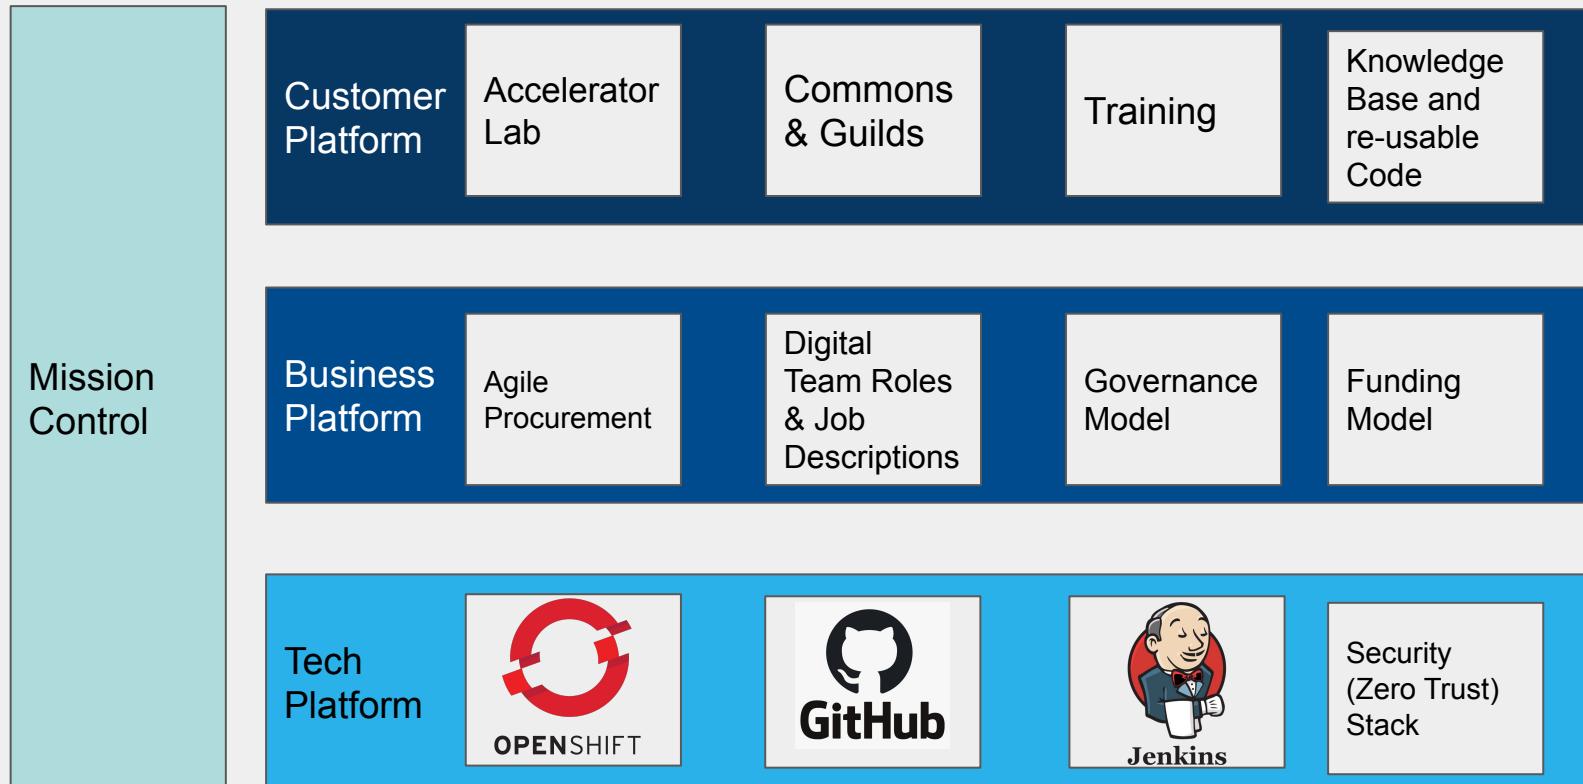 Mission
Control
Customer
Platform
Accelerator
Lab
Commons
& Guilds
Training
Knowledge
Base and
re-usable
Code
Business
Platform
Agile
Procurement
Digital
Team Roles
& Job
Descriptions
Governance
Model
Funding
Model
Tech
Platform
OPENSHIFT
GitHub
Jenkins
Security
(Zero Trust)
Stack